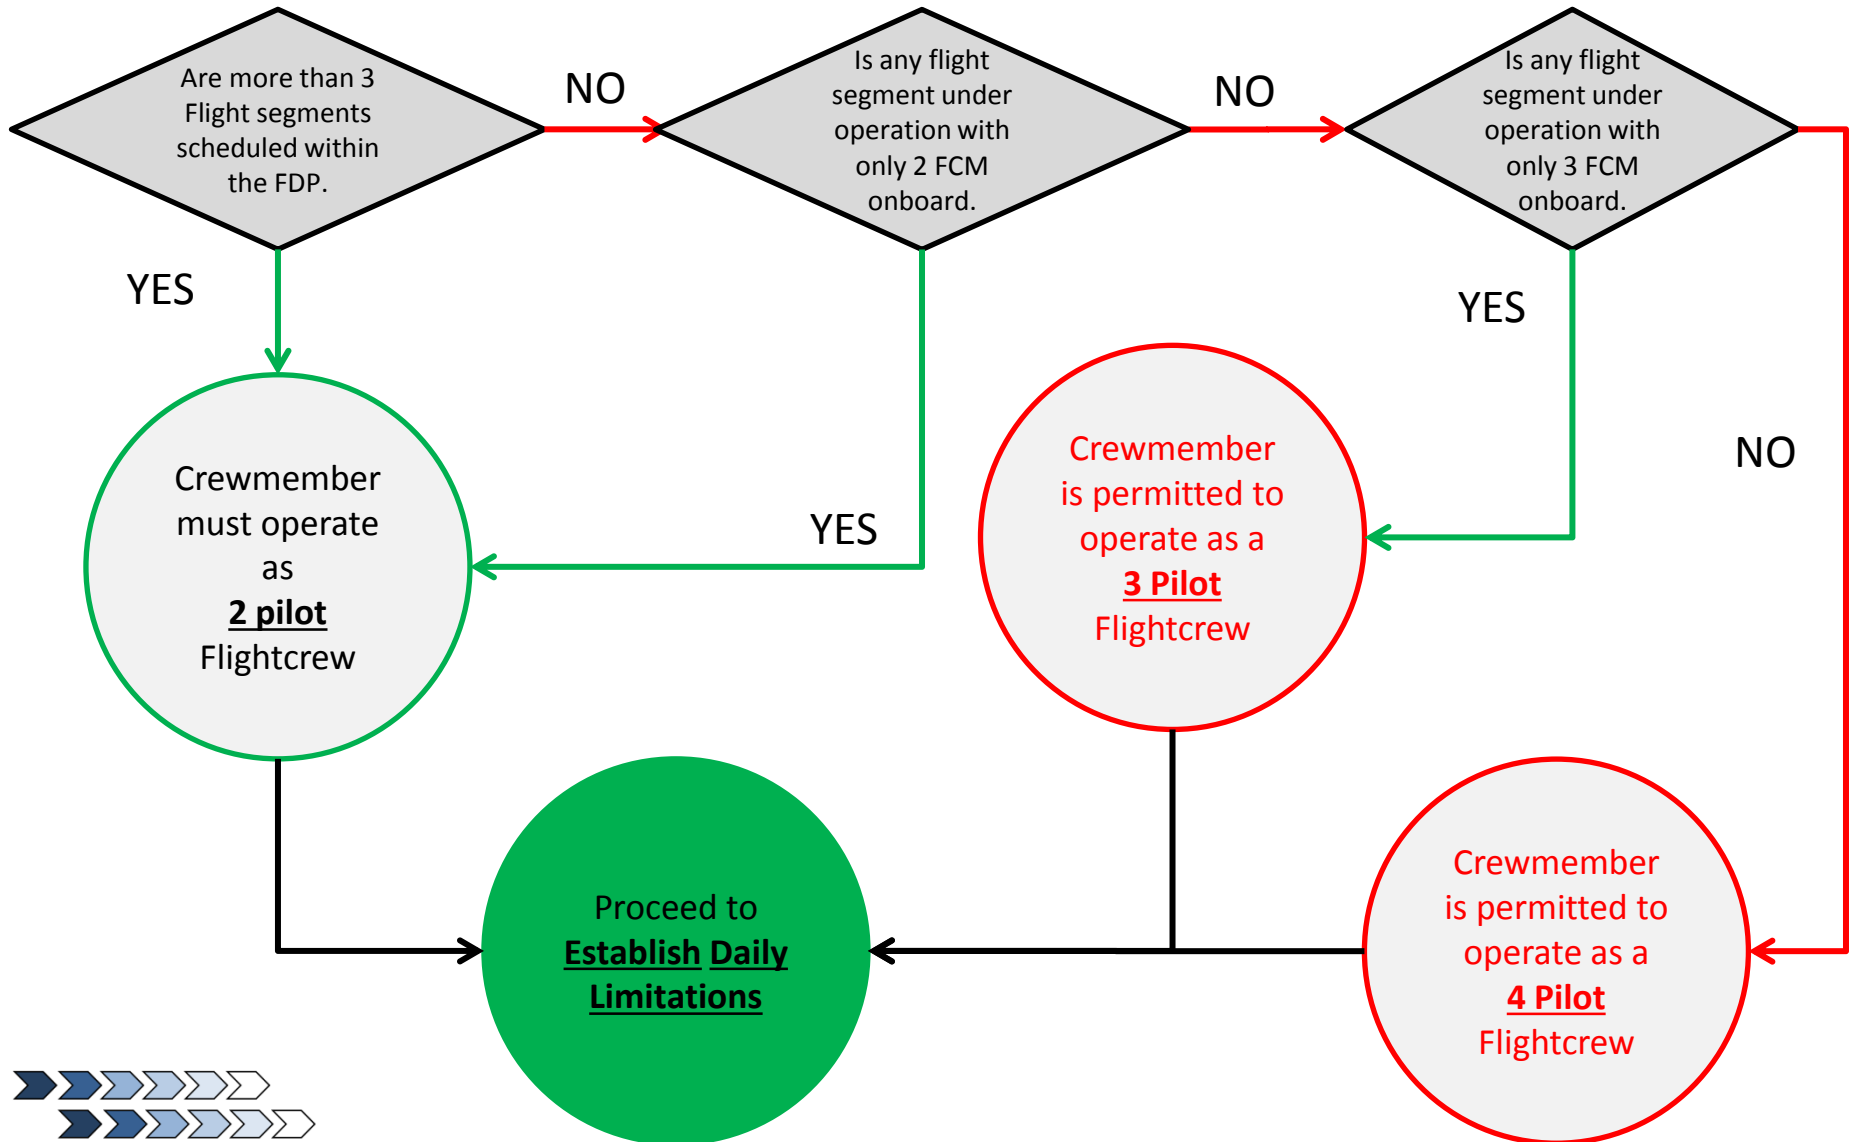 Are more than 3
Flight segments
scheduled within
the FDP.
NO
Is any flight
segment under
operation with
only 2 FCM
onboard.
NO
Is any flight
segment under
operation with
only 3 FCM
onboard.
YES
YES
YES
NO
Crewmember
must operate
as
2 pilot
Flightcrew
Crewmember
is permitted to
operate as a
3 Pilot
Flightcrew
Proceed to
Establish Daily
Limitations
Crewmember
is permitted to
operate as a
4 Pilot
Flightcrew